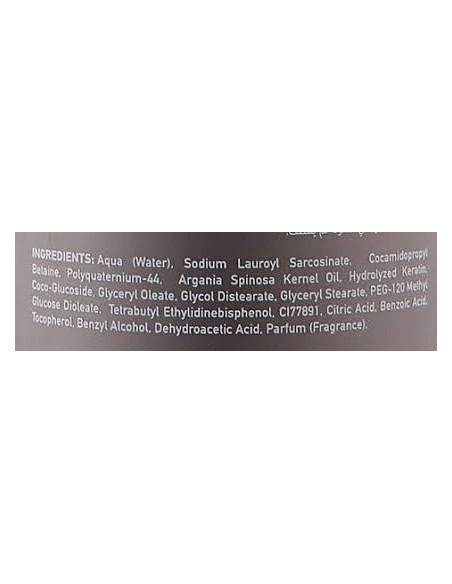 INGREDIENTS: Aqua (Water), Sodium Lauroyl Sarcosinate, Cocamidopropyl
Belaine, Polyquaternium-44, Argania Spinosa Kernel Oil, Hydrolyzed Keratin,
Coco-Glucoside, Glyceryl Oleate, Glycol Distearate, Glyceryl Stearate, PEG-120 Methyl
Glucose Dioleate, Tetrabutyl Ethylidinebisphenol, CI77891, Citric Acid, Benzoic Acid,
Tocopherol, Benzyl Alcohol, Dehydroacetic Acid, Parfum (Fragrance).